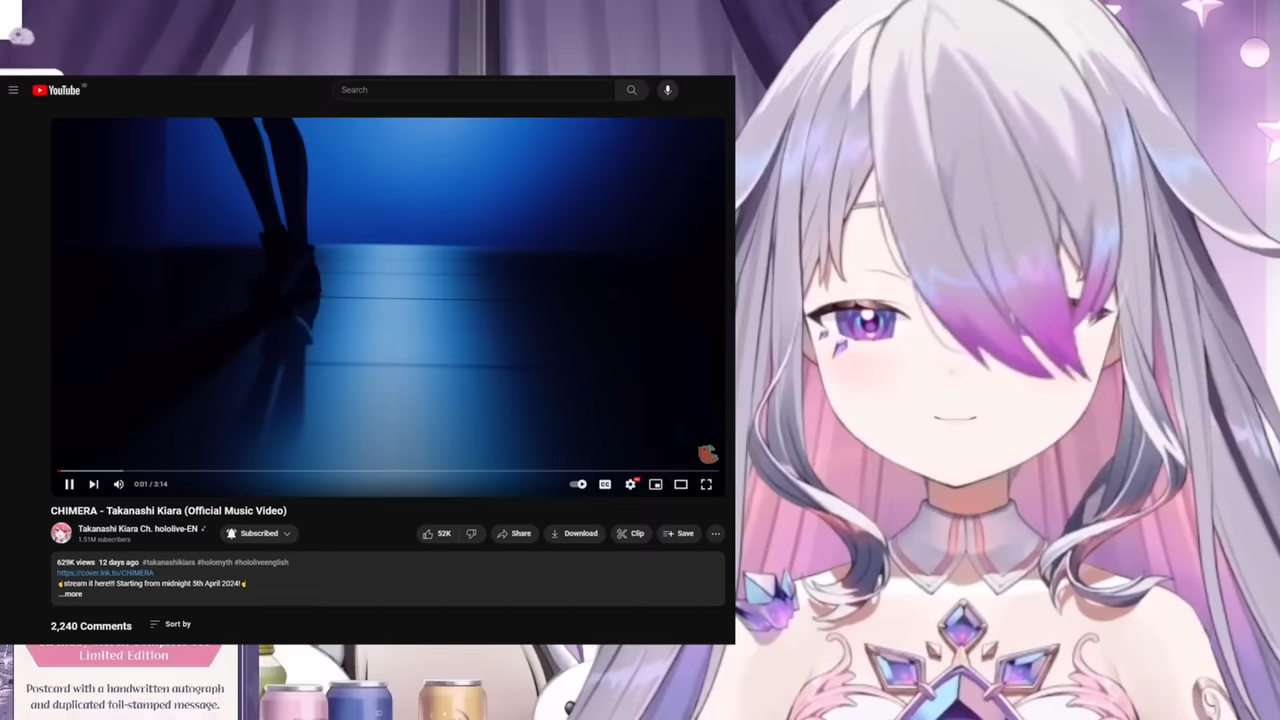 YouTube
Search
0:01 / 3:14
CHIMERA - Takanashi Kiara (Official Music Video)
Takanashi Kiara Ch. hololive-EN
1.51M subscribers
Subscribed
52K
Share
Download
Clip
Save
629K views 12 days ago #takanashikiara #holomyth #hololiveenglish
https://cover.lnk.to/CHIMERA
stream it here!!! Starting from midnight 5th April 2024!
...more
2,240 Comments
Sort by
Limited Edition
Postcard with a handwritten autograph
and duplicated foil-stamped message.